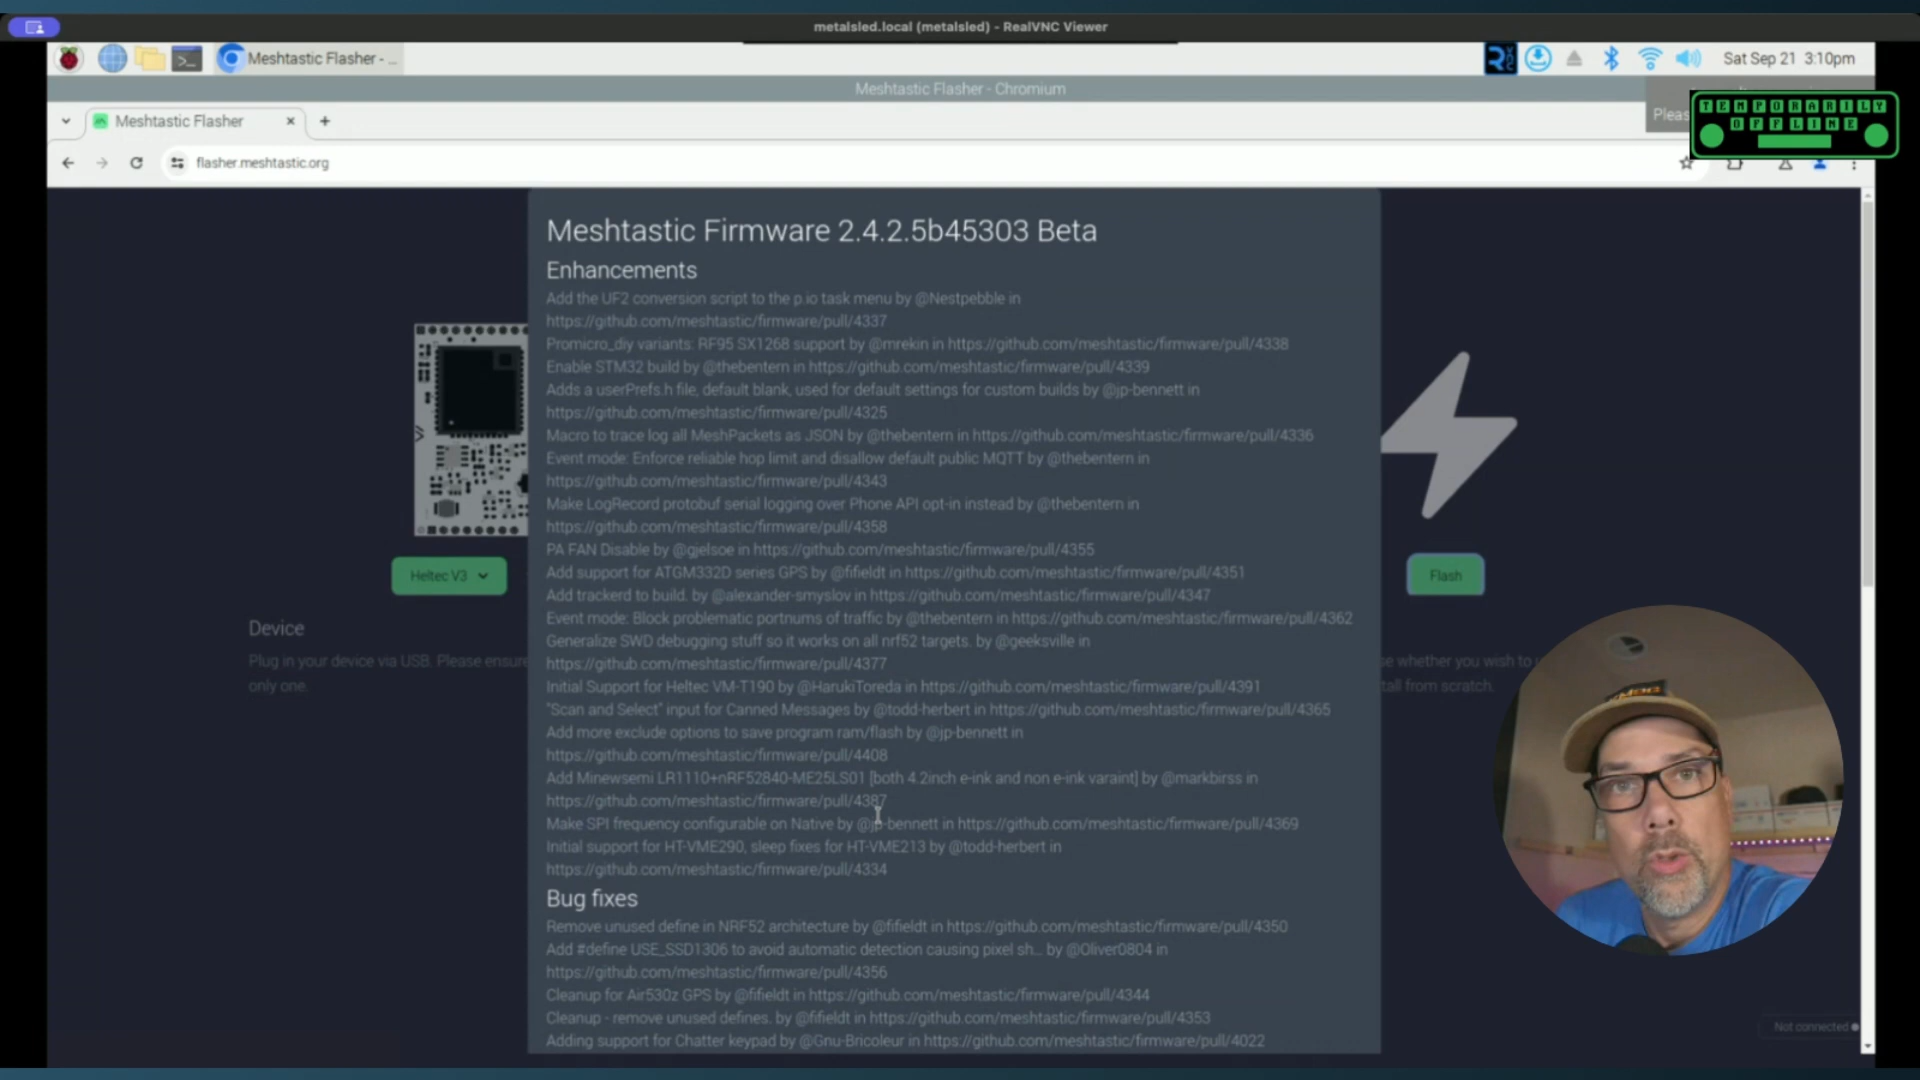 metalsled.local (metalsled) - RealVNC Viewer
Meshtastic Flasher - ...
Sat Sep 21 3:10pm
Meshtastic Flasher - Chromium
Meshtastic Flasher
Pleas
TEMPORARILY
OFFLINE
flasher.meshtastic.org
Meshtastic Firmware 2.4.2.5b45303 Beta
Enhancements
Add the UF2 conversion script to the p.io task menu by @Nestpebble in
https://github.com/meshtastic/firmware/pull/4337
Promicro_diy variants: RF95 SX1268 support by @mrekin in https://github.com/meshtastic/firmware/pull/4338
Enable STM32 build by @thebentern in https://github.com/meshtastic/firmware/pull/4339
Adds a userPrefs.h file, default blank, used for default settings for custom builds by @jp-bennett in
https://github.com/meshtastic/firmware/pull/4325
Macro to trace log all MeshPackets as JSON by @thebentern in https://github.com/meshtastic/firmware/pull/4336
Event mode: Enforce reliable hop limit and disallow default public MQTT by @thebentern in
https://github.com/meshtastic/firmware/pull/4343
Make LogRecord protobuf serial logging over Phone API opt-in instead by @thebentern in
https://github.com/meshtastic/firmware/pull/4358
PA FAN Disable by @gjelsoe in https://github.com/meshtastic/firmware/pull/4355
Add support for ATGM332D series GPS by @fifieldt in https://github.com/meshtastic/firmware/pull/4351
Add trackerd to build. by @alexander-smyslov in https://github.com/meshtastic/firmware/pull/4347
Event mode: Block problematic portnums of traffic by @thebentern in https://github.com/meshtastic/firmware/pull/4362
Generalize SWD debugging stuff so it works on all nrf52 targets. by @geeksville in
https://github.com/meshtastic/firmware/pull/4377
Initial Support for Heltec VM-T190 by @HarukiToreda in https://github.com/meshtastic/firmware/pull/4391
"Scan and Select" input for Canned Messages by @todd-herbert in https://github.com/meshtastic/firmware/pull/4365
Add more exclude options to save program ram/flash by @jp-bennett in
https://github.com/meshtastic/firmware/pull/4408
Add Minewsemi LR1110+nRF52840-ME25LS01 [both 4.2inch e-ink and non e-ink varaint] by @markbirss in
https://github.com/meshtastic/firmware/pull/4387
Make SPI frequency configurable on Native by @jp-bennett in https://github.com/meshtastic/firmware/pull/4369
Initial support for HT-VME290, sleep fixes for HT-VME213 by @todd-herbert in
https://github.com/meshtastic/firmware/pull/4334
Bug fixes
Remove unused define in NRF52 architecture by @fifieldt in https://github.com/meshtastic/firmware/pull/4350
Add #define USE_SSD1306 to avoid automatic detection causing pixel sh... by @Oliver0804 in
https://github.com/meshtastic/firmware/pull/4356
Cleanup for Air530z GPS by @fifieldt in https://github.com/meshtastic/firmware/pull/4344
Cleanup - remove unused defines. by @fifieldt in https://github.com/meshtastic/firmware/pull/4353
Adding support for Chatter keypad by @Gnu-Bricoleur in https://github.com/meshtastic/firmware/pull/4022
Heltec V3
Device
Plug in your device via USB. Please ensure
only one.
Flash
se whether you wish to
tall from scratch.
Not connected